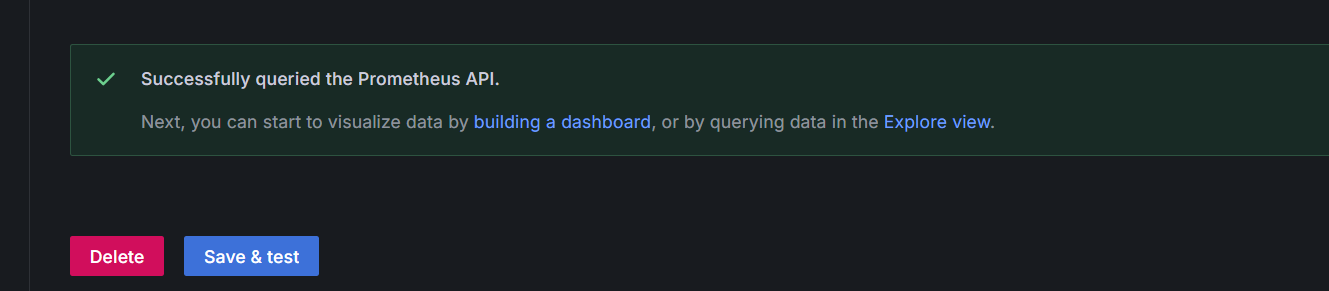 Successfully queried the Prometheus API.
Next, you can start to visualize data by building a dashboard, or by querying data in the Explore view.
Delete
Save & test